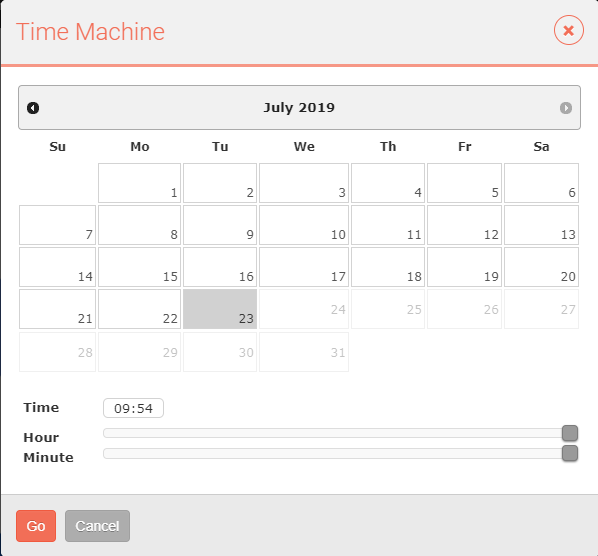 Time Machine
July 2019
Su Mo Tu We Th Fr Sa
1 2 3 4 5 6
7 8 9 10 11 12 13
14 15 16 17 18 19 20
21 22 23 24 25 26 27
28 29 30 31
Time 09:54
Hour
Minute
Go Cancel